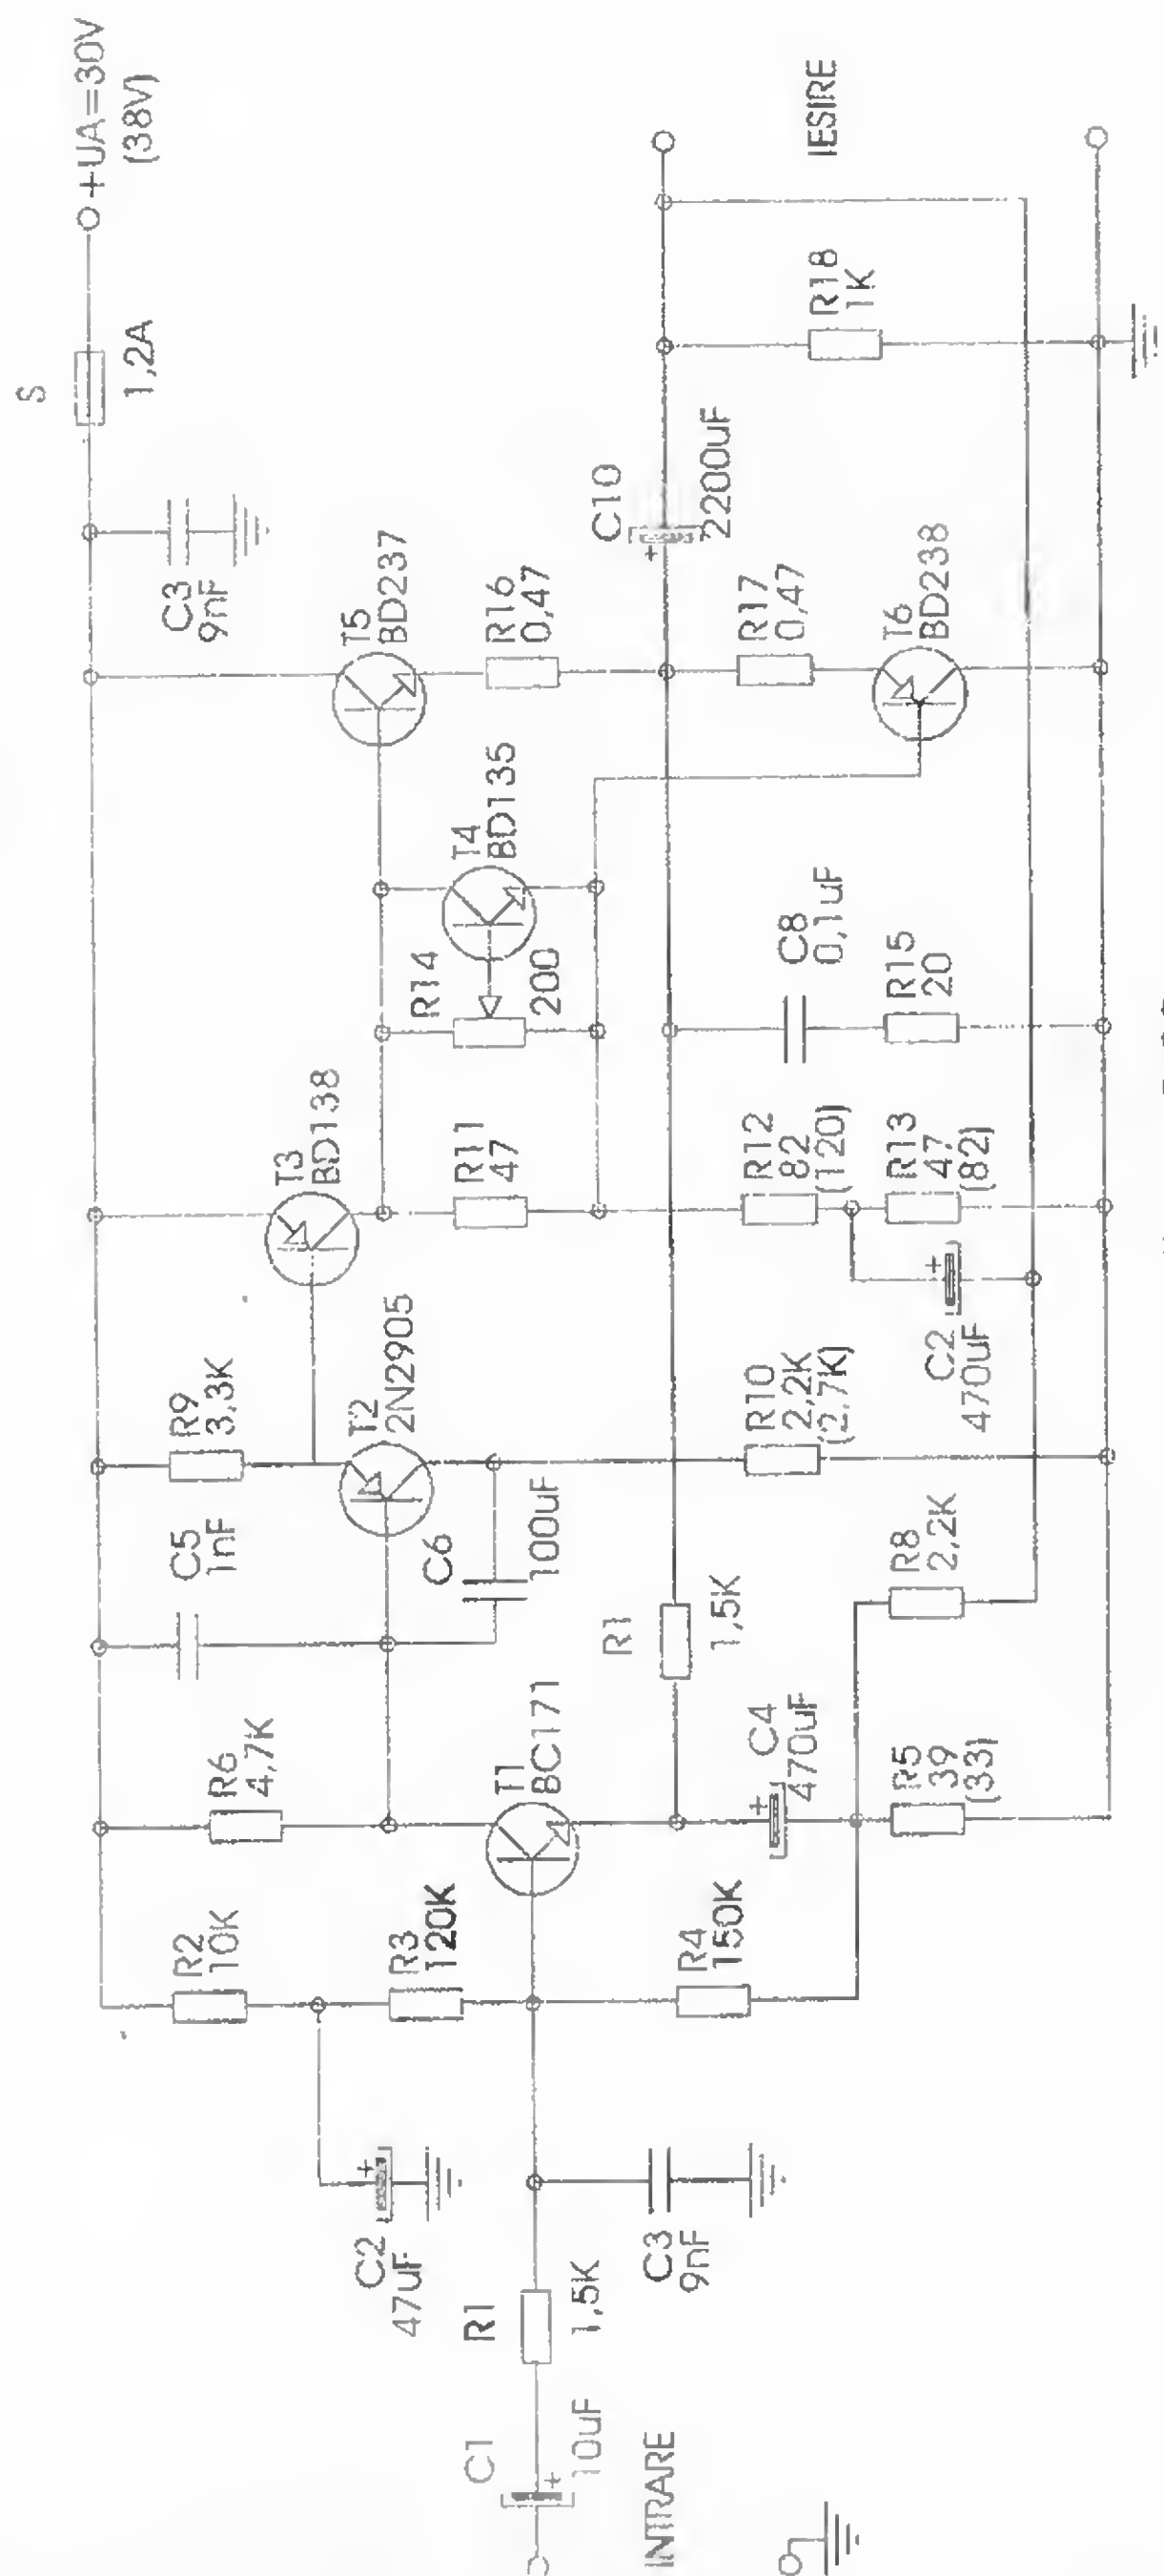 +UA=30V
(38V)
S
1,2A
C3
9nF
T5
BD237
R16
0,47
C10
2200uF
R17
0,47
T6
BD238
R18
1K
IESIRE
T4
BD135
R14
200
C8
0,1uF
R15
20
T3
BD138
R11
47
R12
82
(120)
R13
47
(82)
C2
470uF
R9
3,3K
T2
2N2905
R10
2,2K
(2,7K)
C5
1nF
C6
100uF
R1
1,5K
R8
2,2K
R6
4,7K
T1
BC171
C4
470uF
R5
39
(33)
R2
10K
R3
120K
R4
150K
C2
47uF
C3
9nF
R1
1,5K
C1
10uF
INTRARE